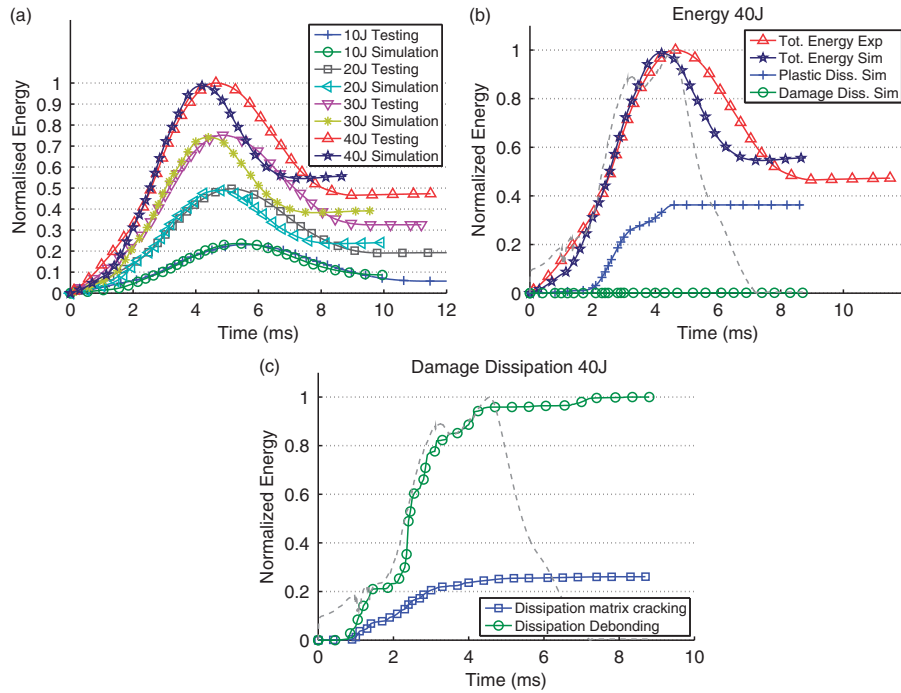 (a)
Normalised Energy
1
0.9
0.8
0.7
0.6
0.5
0.4
0.3
0.2
0.1
0
0 2 4 6 8 10 12
Time (ms)
10J Testing
10J Simulation
20J Testing
20J Simulation
30J Testing
30J Simulation
40J Testing
40J Simulation
(b)
Energy 40J
Normalized Energy
1
0.8
0.6
0.4
0.2
0
0 2 4 6 8 10
Time (ms)
Tot. Energy Exp
Tot. Energy Sim
Plastic Diss. Sim
Damage Diss. Sim
(c)
Damage Dissipation 40J
Normalized Energy
1
0.8
0.6
0.4
0.2
0
0 2 4 6 8 10
Time (ms)
Dissipation matrix cracking
Dissipation Debonding